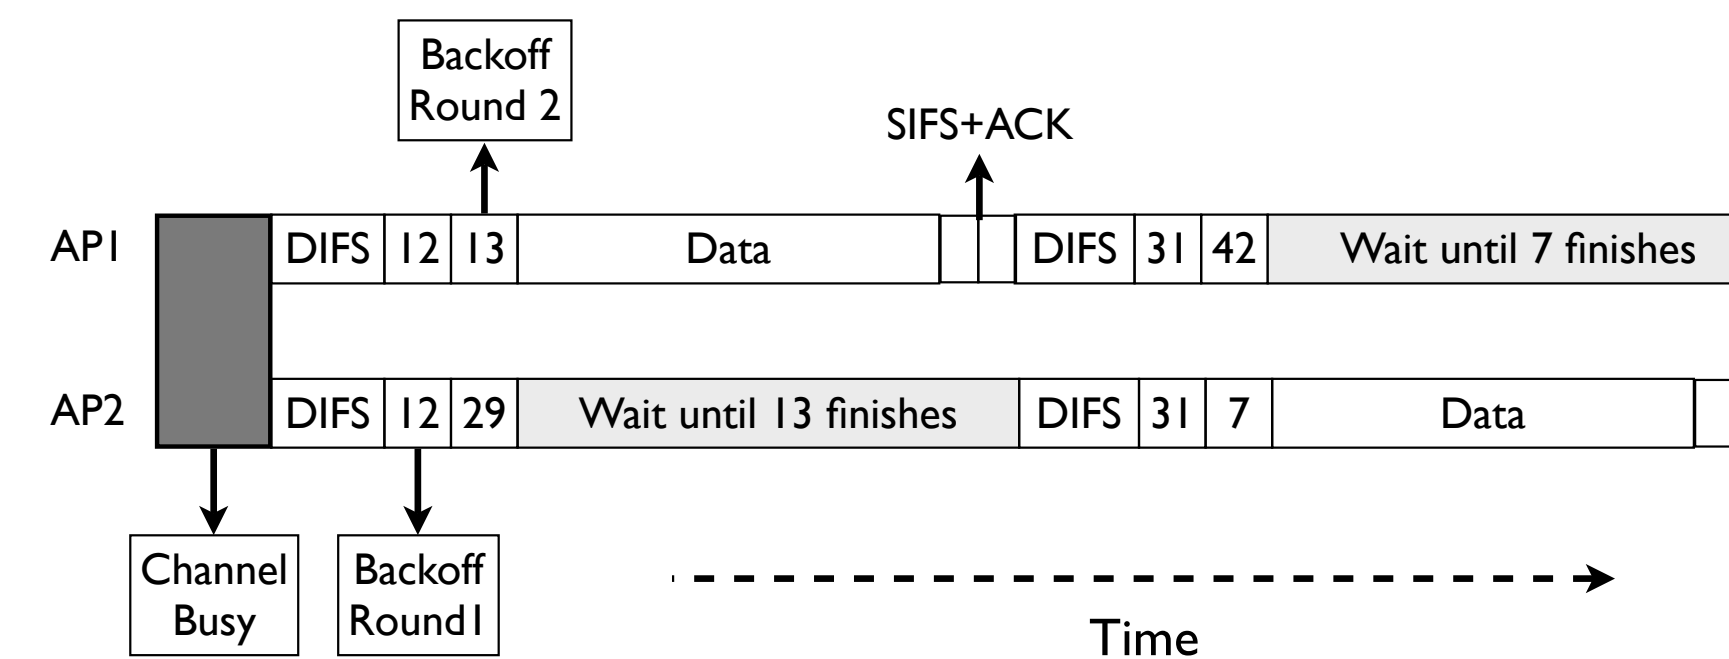 Backoff
Round 2
SIFS+ACK
AP1 DIFS 12 13 Data DIFS 31 42 Wait until 7 finishes
AP2 DIFS 12 29 Wait until 13 finishes DIFS 31 7 Data
Channel
Busy
Backoff
Round1
Time